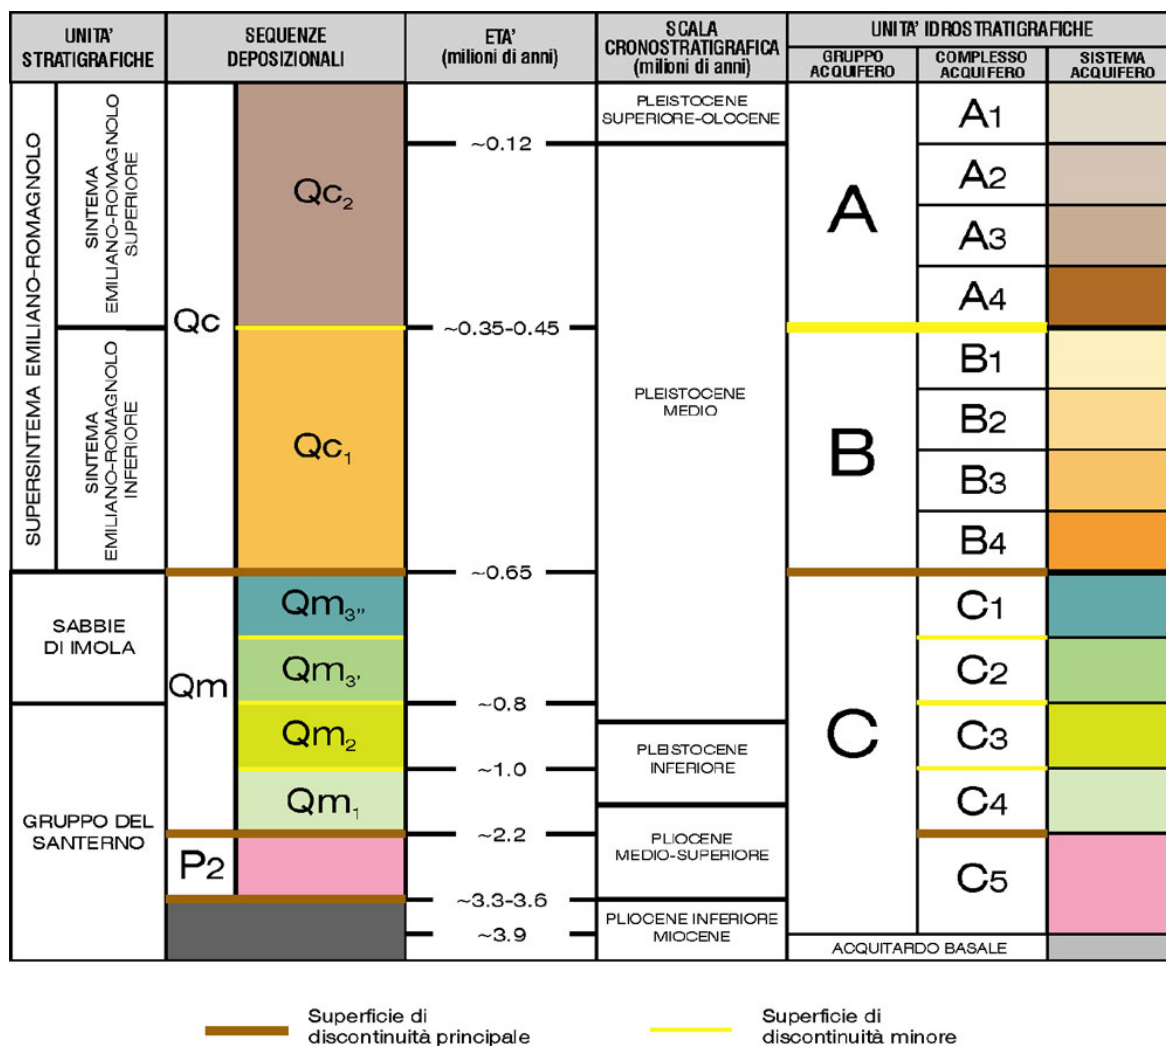 UNITA'
STRATIGRAFICHE
SEQUENZE
DEPOSIZIONALI
ETA'
(milioni di anni)
SCALA
CRONOSTRATIGRAFICA
(milioni di anni)
UNITA' IDROSTRATIGRAFICHE
GRUPPO
ACQUIFERO
COMPLESSO
ACQUIFERO
SISTEMA
ACQUIFERO
SUPERSINTEMA EMILIANO-ROMAGNOLO
SINTEMA
EMILIANO-ROMAGNOLO
SUPERIORE
SINTEMA
EMILIANO-ROMAGNOLO
INFERIORE
SABBIE
DI IMOLA
GRUPPO DEL
SANTERNO
Qc
Qm
P2
Qc2
Qc1
Qm3''
Qm3'
Qm2
Qm1
~0.12
~0.35-0.45
~0.65
~0.8
~1.0
~2.2
~3.3-3.6
~3.9
PLEISTOCENE
SUPERIORE-OLOCENE
PLEISTOCENE
MEDIO
PLEISTOCENE
INFERIORE
PLIOCENE
MEDIO-SUPERIORE
PLIOCENE INFERIORE
MIOCENE
A
B
C
A1
A2
A3
A4
B1
B2
B3
B4
C1
C2
C3
C4
C5
ACQUITARDO BASALE
Superficie di
discontinuità principale
Superficie di
discontinuità minore